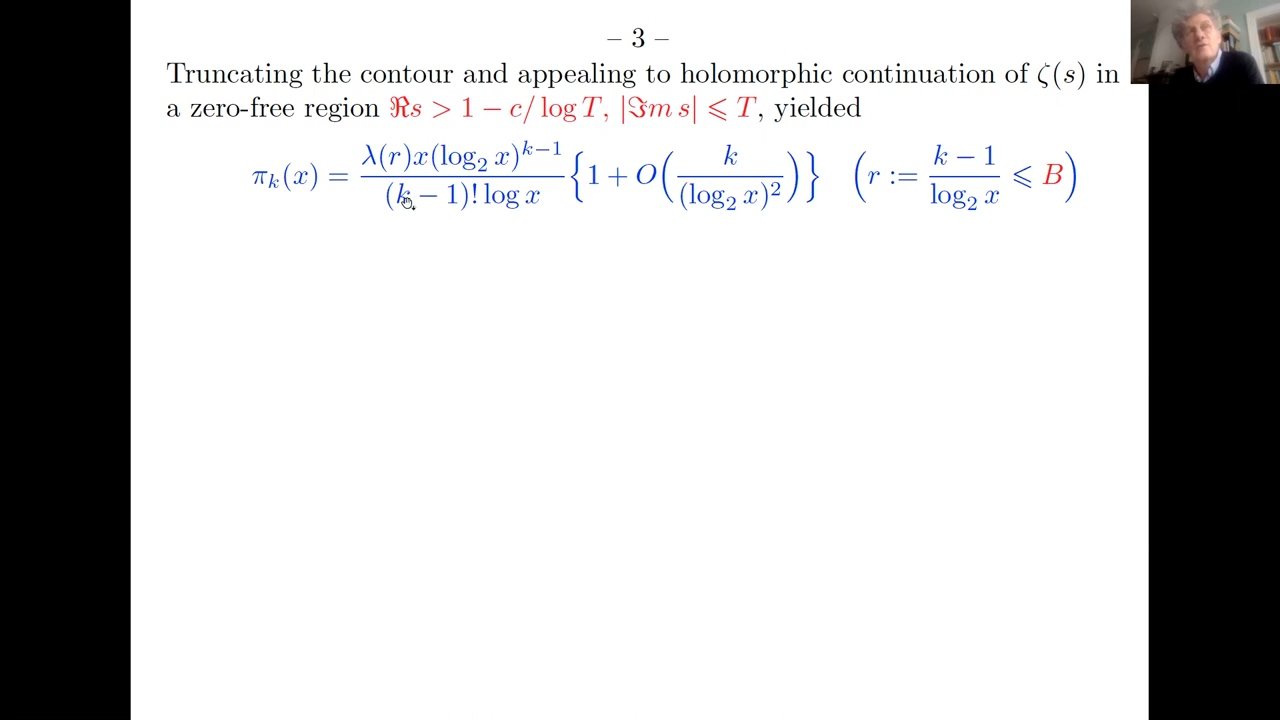 – 3 –
Truncating the contour and appealing to holomorphic continuation of ζ(s) in
a zero-free region ℜs > 1 − c/ log T, |ℑm s| ⩽ T, yielded
πₖ(x) = λ(r)x(log₂ x)ᵏ⁻¹ / (k − 1)! log x {1 + O(k / (log₂ x)²)} (r := k − 1 / log₂ x ⩽ B)